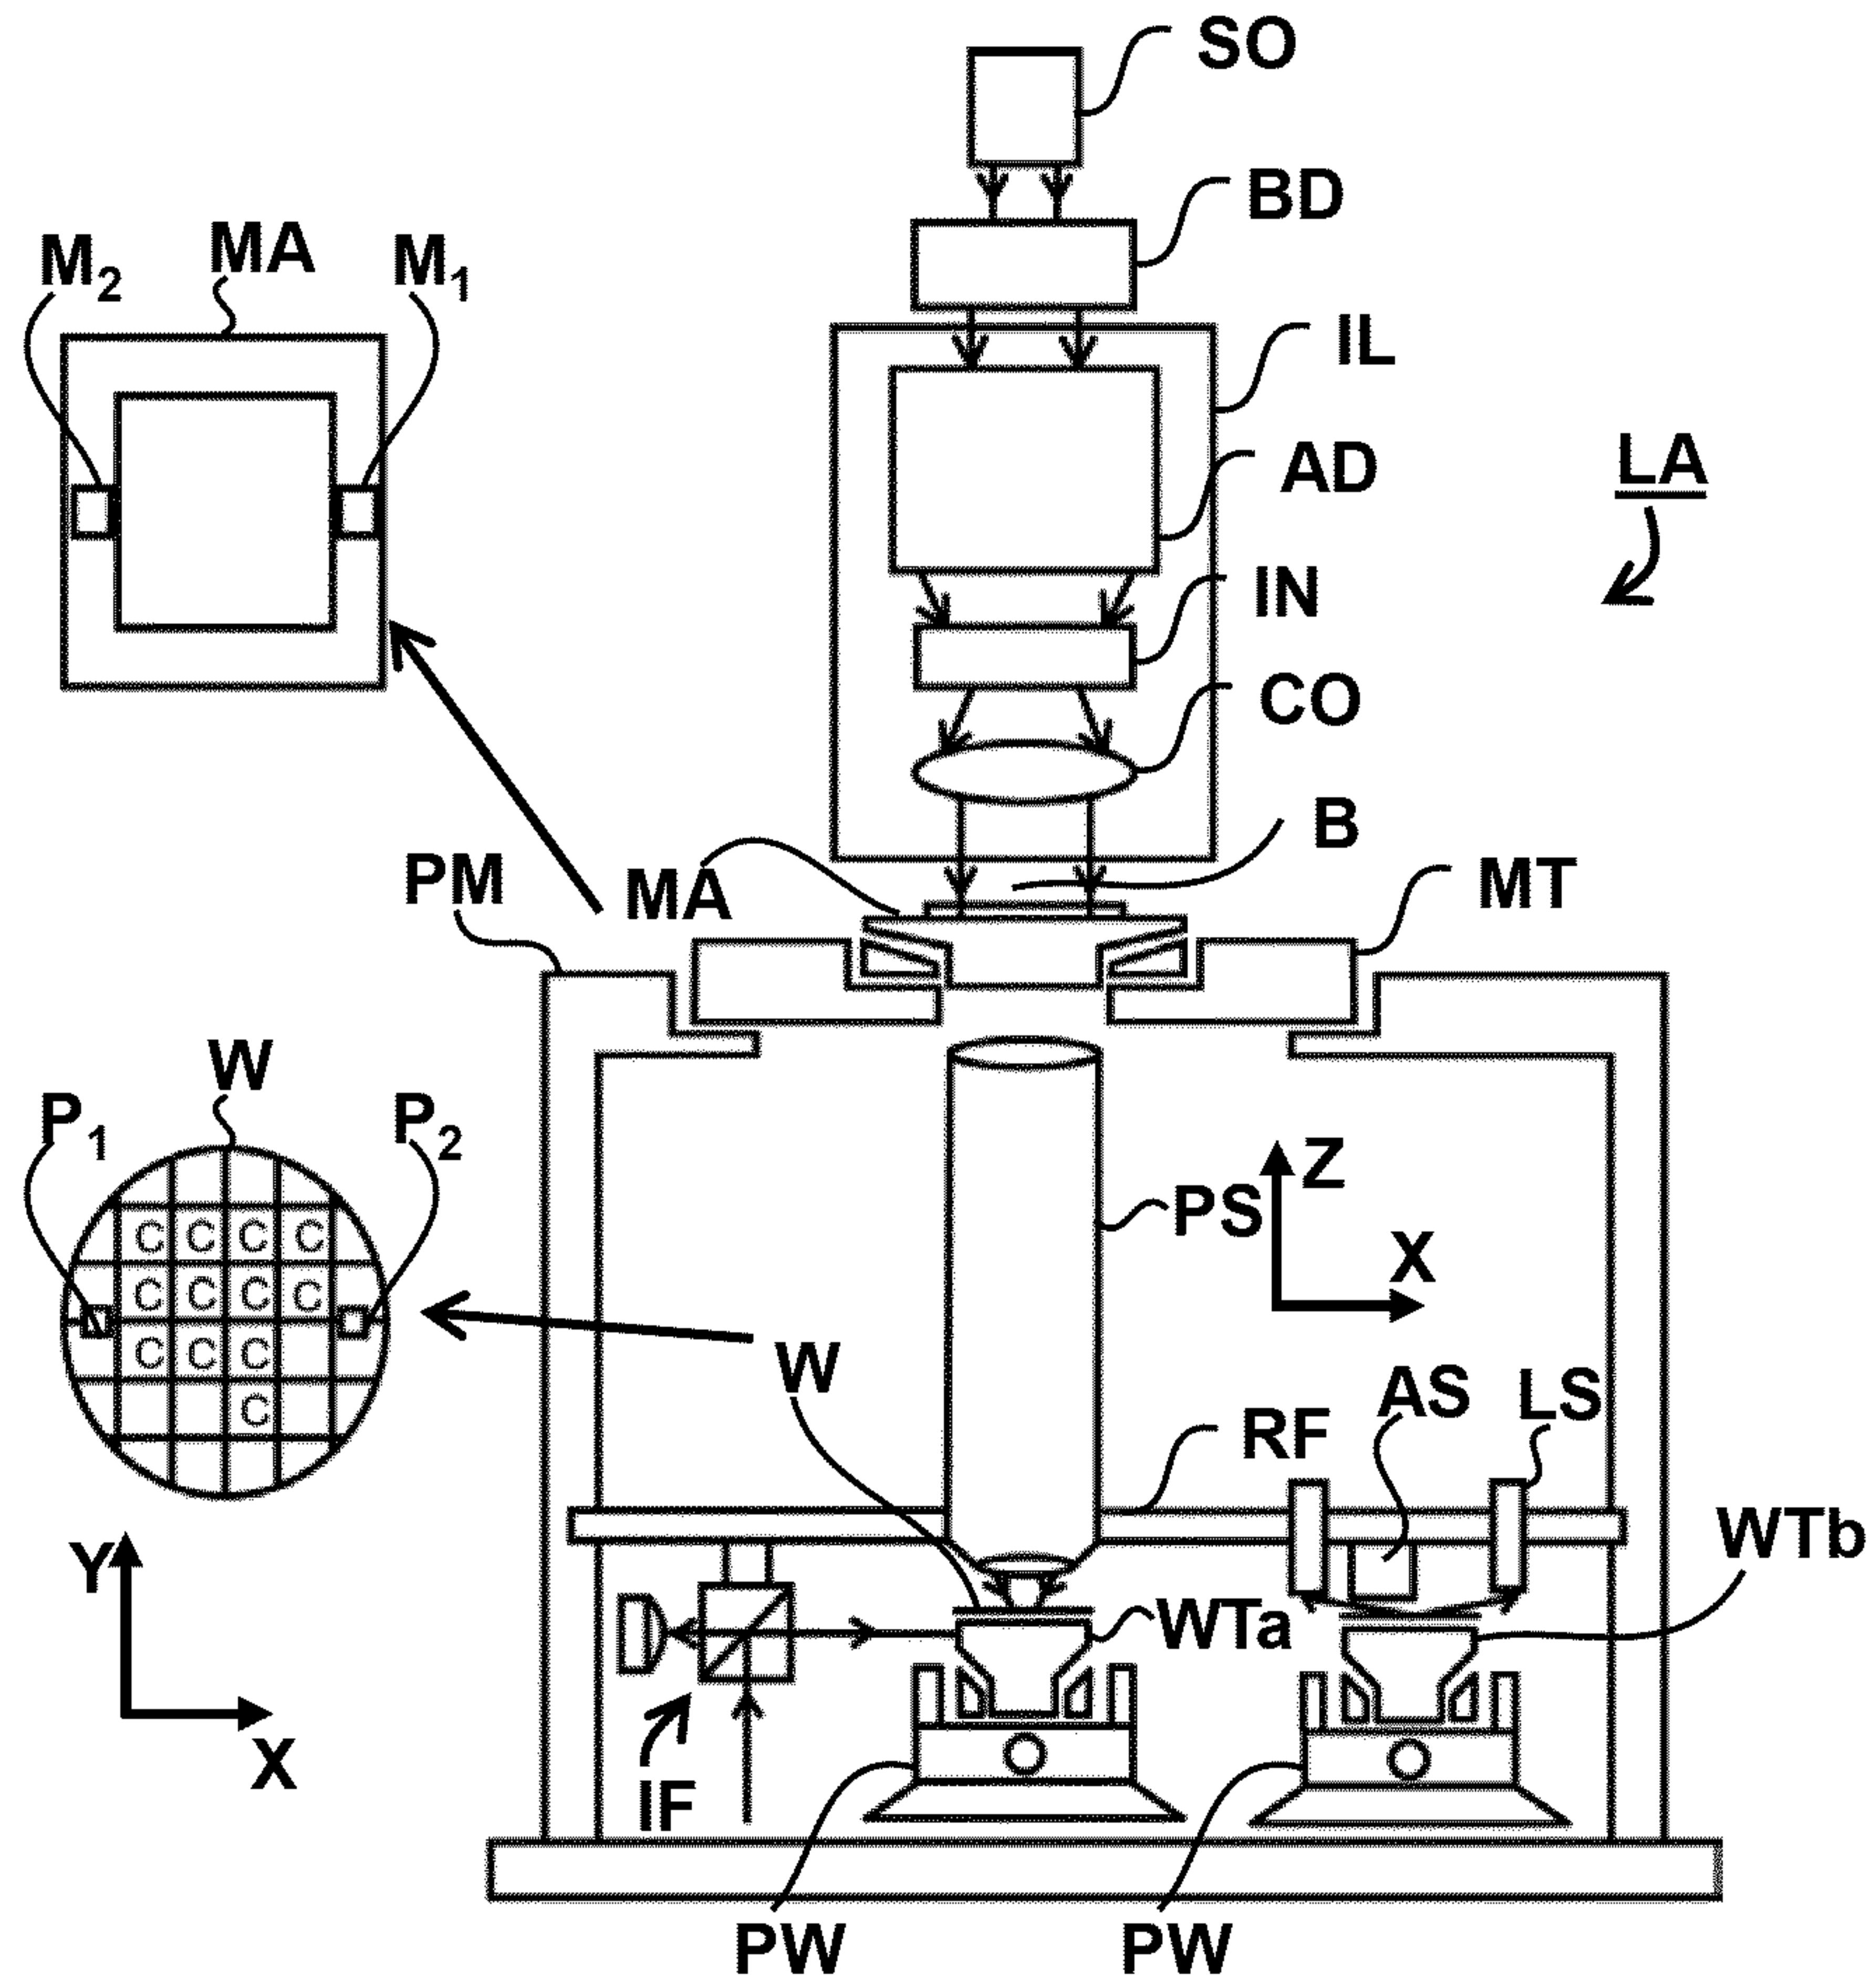 SO
BD
M2 MA M1
IL
AD
LA
IN
CO
B
PM MA MT
W
P1 P2
Z
PS
X
C C C C
C C C C
C C C
C
W
AS LS
RF
WTb
Y
WTa
X
IF
PW PW